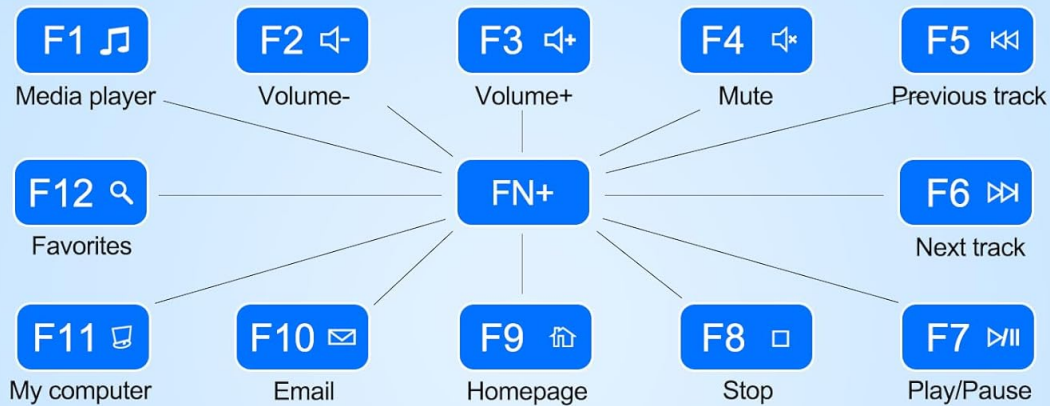 F1 F2 F3 F4 F5
Media player Volume- Volume+ Mute Previous track
F12 FN+ F6
Favorites Next track
F11 F10 F9 F8 F7
My computer Email Homepage Stop Play/Pause